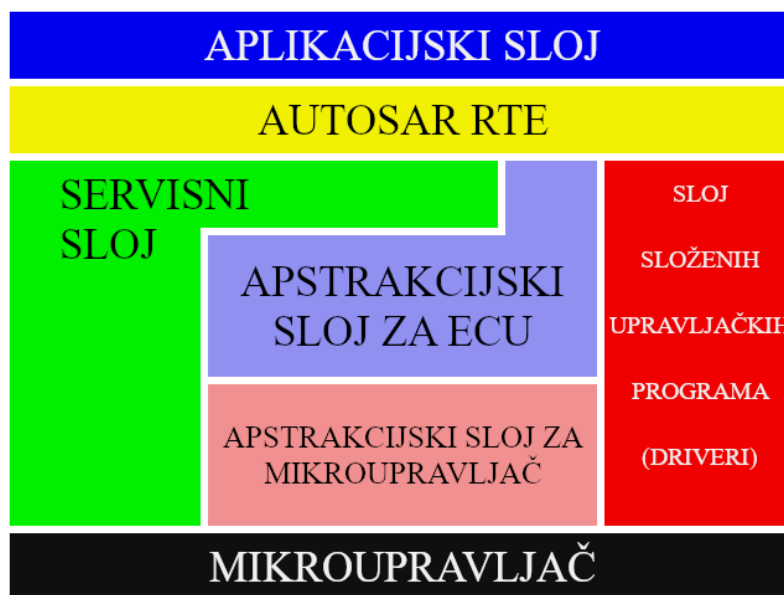 APLIKACIJSKI SLOJ
AUTOSAR RTE
SERVISNI
SLOJ
APSTRAKCIJSKI
SLOJ ZA ECU
APSTRAKCIJSKI SLOJ ZA
MIKROUPRAVLJAČ
SLOJ
SLOŽENIH
UPRAVLJAČKIH
PROGRAMA
(DRIVERI)
MIKROUPRAVLJAČ